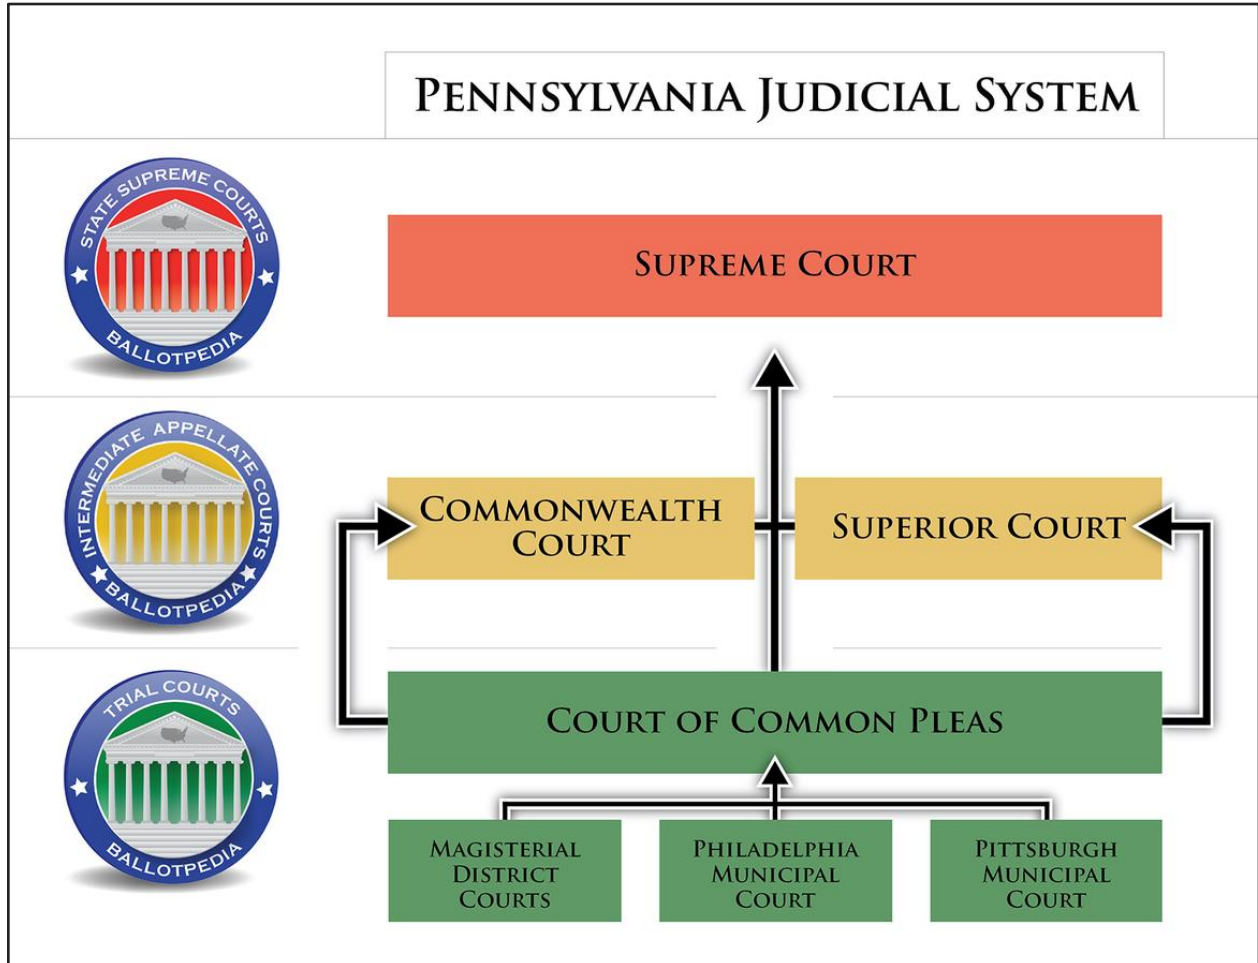 PENNSYLVANIA JUDICIAL SYSTEM
STATE SUPREME COURTS
BALLOTPEDIA
SUPREME COURT
INTERMEDIATE APPELLATE COURTS
BALLOTPEDIA
COMMONWEALTH
COURT
SUPERIOR COURT
TRIAL COURTS
BALLOTPEDIA
COURT OF COMMON PLEAS
MAGISTERIAL
DISTRICT
COURTS
PHILADELPHIA
MUNICIPAL
COURT
PITTSBURGH
MUNICIPAL
COURT